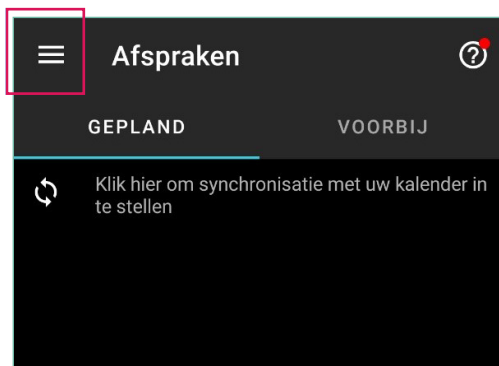 Afspraken
GEPLAND VOORBIJ
Klik hier om synchronisatie met uw kalender in
te stellen